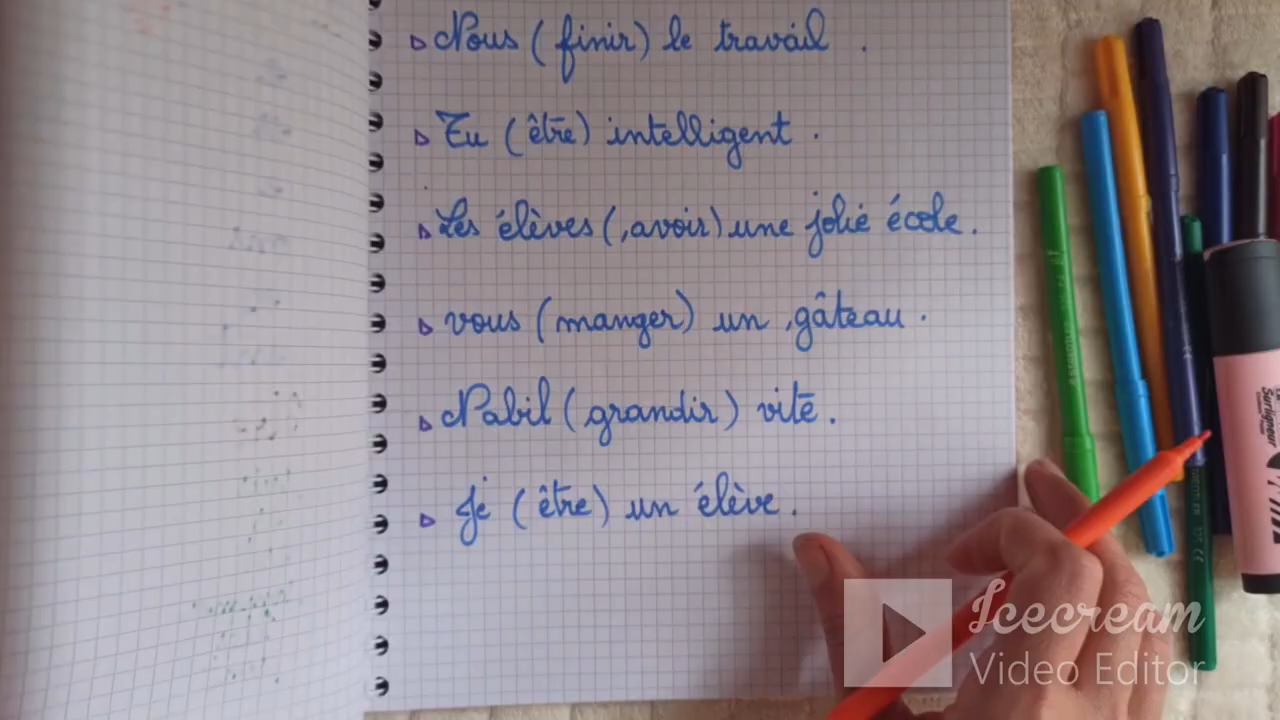 Nous (finir) le travail .
Tu (être) intelligent .
Les élèves (avoir) une jolie école .
vous (manger) un gâteau .
Nabil (grandir) vite .
Je (être) un élève .
Icecream
Video Editor
Surligneur